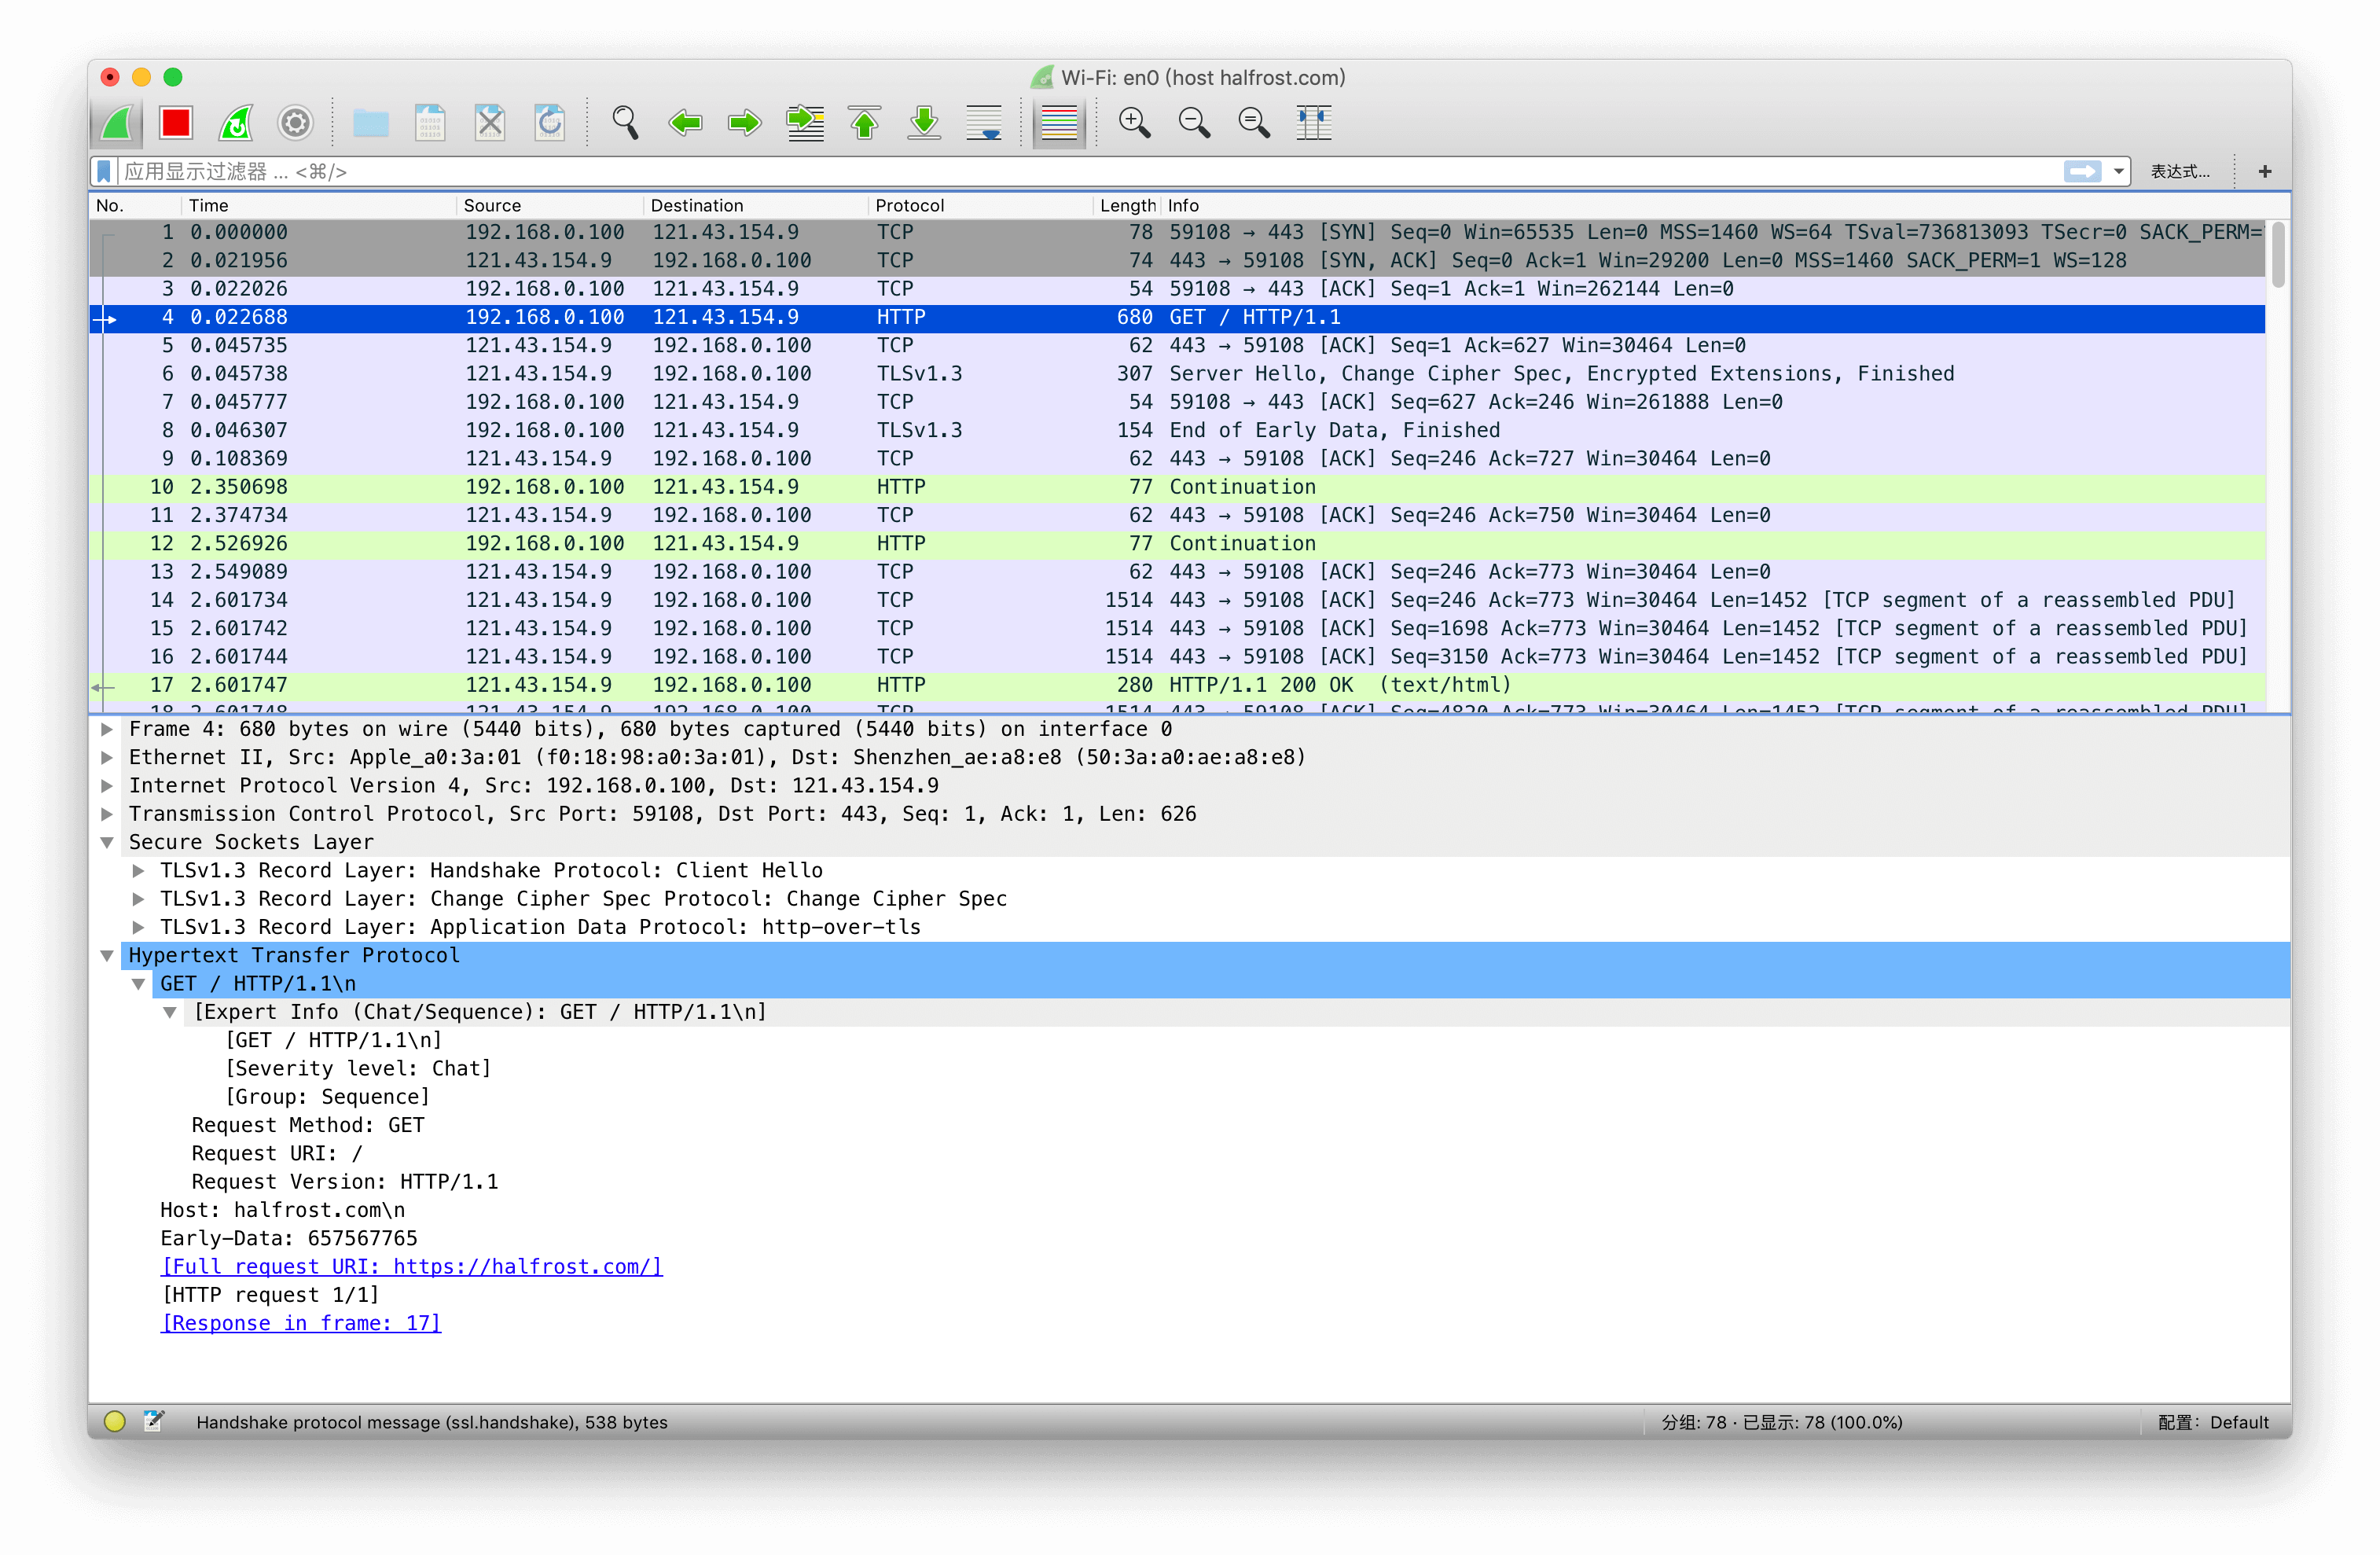 Wi-Fi: en0 (host halfrost.com)
应用显示过滤器 ... <⌘/>
表达式...
+
No. Time Source Destination Protocol Length Info
1 0.000000 192.168.0.100 121.43.154.9 TCP 78 59108 → 443 [SYN] Seq=0 Win=65535 Len=0 MSS=1460 WS=64 TSval=736813093 TSecr=0 SACK_PERM=
2 0.021956 121.43.154.9 192.168.0.100 TCP 74 443 → 59108 [SYN, ACK] Seq=0 Ack=1 Win=29200 Len=0 MSS=1460 SACK_PERM=1 WS=128
3 0.022026 192.168.0.100 121.43.154.9 TCP 54 59108 → 443 [ACK] Seq=1 Ack=1 Win=262144 Len=0
4 0.022688 192.168.0.100 121.43.154.9 HTTP 680 GET / HTTP/1.1
5 0.045735 121.43.154.9 192.168.0.100 TCP 62 443 → 59108 [ACK] Seq=1 Ack=627 Win=30464 Len=0
6 0.045738 121.43.154.9 192.168.0.100 TLSv1.3 307 Server Hello, Change Cipher Spec, Encrypted Extensions, Finished
7 0.045777 192.168.0.100 121.43.154.9 TCP 54 59108 → 443 [ACK] Seq=627 Ack=246 Win=261888 Len=0
8 0.046307 192.168.0.100 121.43.154.9 TLSv1.3 154 End of Early Data, Finished
9 0.108369 121.43.154.9 192.168.0.100 TCP 62 443 → 59108 [ACK] Seq=246 Ack=727 Win=30464 Len=0
10 2.350698 192.168.0.100 121.43.154.9 HTTP 77 Continuation
11 2.374734 121.43.154.9 192.168.0.100 TCP 62 443 → 59108 [ACK] Seq=246 Ack=750 Win=30464 Len=0
12 2.526926 192.168.0.100 121.43.154.9 HTTP 77 Continuation
13 2.549089 121.43.154.9 192.168.0.100 TCP 62 443 → 59108 [ACK] Seq=246 Ack=773 Win=30464 Len=0
14 2.601734 121.43.154.9 192.168.0.100 TCP 1514 443 → 59108 [ACK] Seq=246 Ack=773 Win=30464 Len=1452 [TCP segment of a reassembled PDU]
15 2.601742 121.43.154.9 192.168.0.100 TCP 1514 443 → 59108 [ACK] Seq=1698 Ack=773 Win=30464 Len=1452 [TCP segment of a reassembled PDU]
16 2.601744 121.43.154.9 192.168.0.100 TCP 1514 443 → 59108 [ACK] Seq=3150 Ack=773 Win=30464 Len=1452 [TCP segment of a reassembled PDU]
17 2.601747 121.43.154.9 192.168.0.100 HTTP 280 HTTP/1.1 200 OK (text/html)
18 2.601748 121.43.154.9 192.168.0.100 TCP 1514 443 → 59108 [ACK] Seq=4820 Ack=773 Win=30464 Len=1452 [TCP segment of a reassembled PDU]
Frame 4: 680 bytes on wire (5440 bits), 680 bytes captured (5440 bits) on interface 0
Ethernet II, Src: Apple_a0:3a:01 (f0:18:98:a0:3a:01), Dst: Shenzhen_ae:a8:e8 (50:3a:a0:ae:a8:e8)
Internet Protocol Version 4, Src: 192.168.0.100, Dst: 121.43.154.9
Transmission Control Protocol, Src Port: 59108, Dst Port: 443, Seq: 1, Ack: 1, Len: 626
Secure Sockets Layer
TLSv1.3 Record Layer: Handshake Protocol: Client Hello
TLSv1.3 Record Layer: Change Cipher Spec Protocol: Change Cipher Spec
TLSv1.3 Record Layer: Application Data Protocol: http-over-tls
Hypertext Transfer Protocol
GET / HTTP/1.1\n
[Expert Info (Chat/Sequence): GET / HTTP/1.1\n]
[GET / HTTP/1.1\n]
[Severity level: Chat]
[Group: Sequence]
Request Method: GET
Request URI: /
Request Version: HTTP/1.1
Host: halfrost.com\n
Early-Data: 657567765
[Full request URI: https://halfrost.com/]
[HTTP request 1/1]
[Response in frame: 17]
Handshake protocol message (ssl.handshake), 538 bytes
分组: 78 · 已显示: 78 (100.0%)
配置: Default